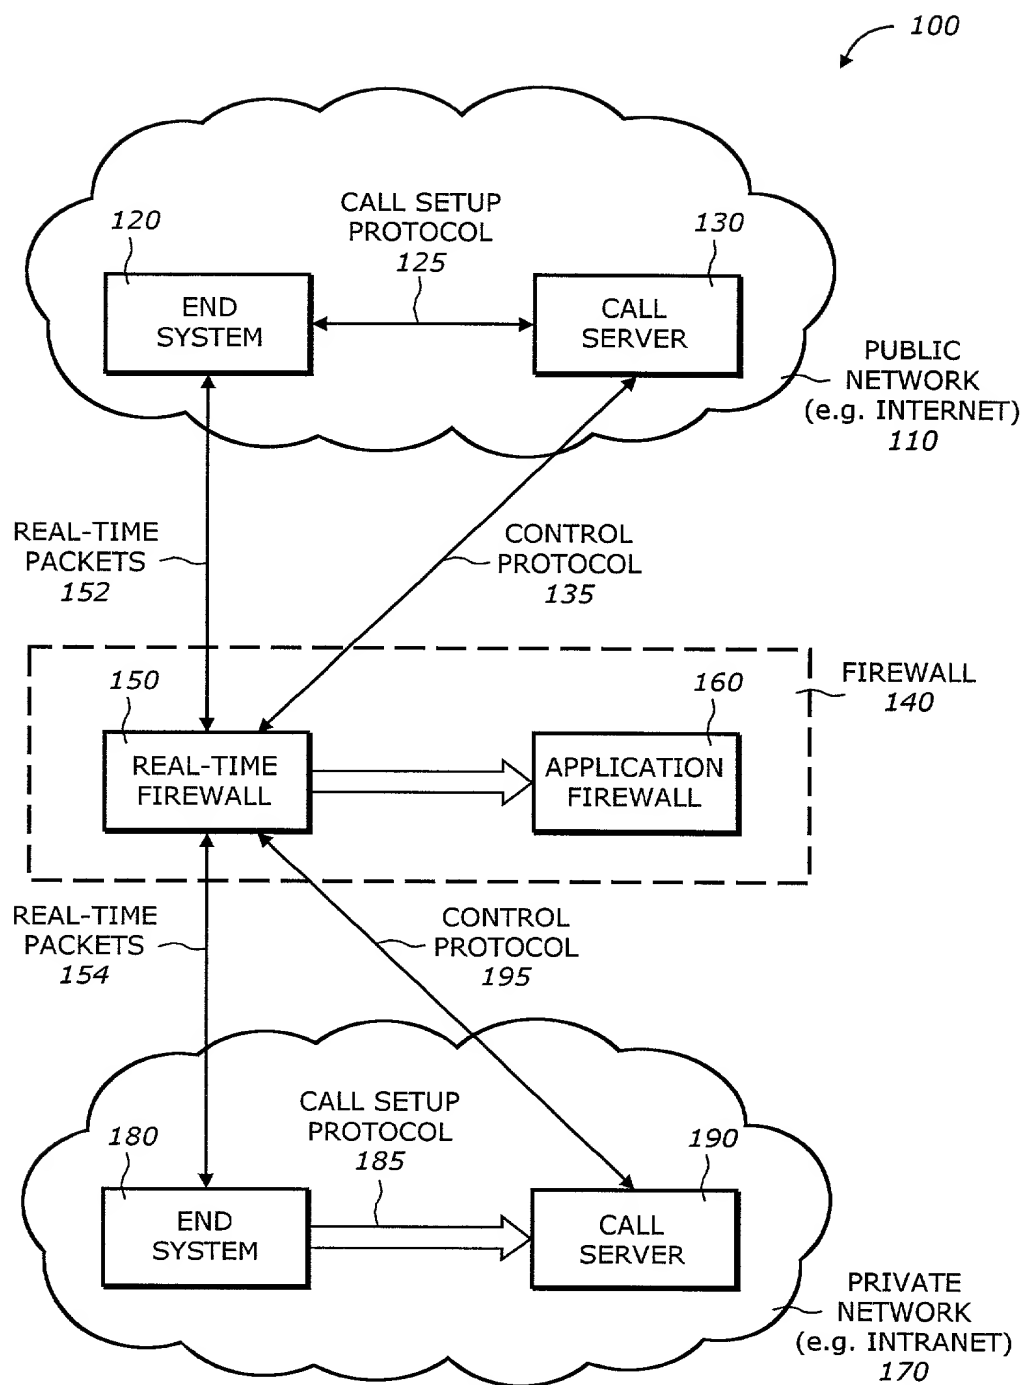 100
CALL SETUP
PROTOCOL
125
120
130
END
SYSTEM
CALL
SERVER
PUBLIC
NETWORK
(e.g. INTERNET)
110
REAL-TIME
PACKETS
152
CONTROL
PROTOCOL
135
FIREWALL
140
150
160
REAL-TIME
FIREWALL
APPLICATION
FIREWALL
REAL-TIME
PACKETS
154
CONTROL
PROTOCOL
195
CALL SETUP
PROTOCOL
185
180
190
END
SYSTEM
CALL
SERVER
PRIVATE
NETWORK
(e.g. INTRANET)
170